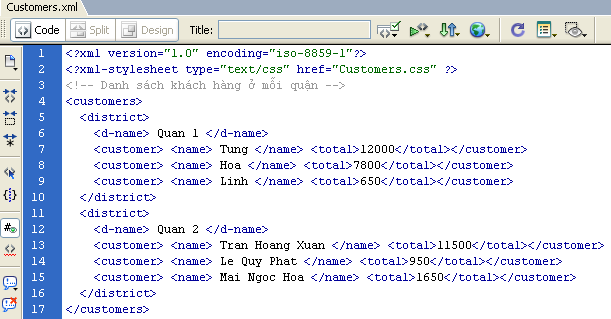 Customers.xml
Code Split Design Title:
1 <?xml version="1.0" encoding="iso-8859-1"?>
2 <?xml-stylesheet type="text/css" href="Customers.css" ?>
3 <!-- Danh sách khách hàng ở mỗi quận -->
4 <customers>
5 <district>
6 <d-name> Quan 1 </d-name>
7 <customer> <name> Tung </name> <total>12000</total></customer>
8 <customer> <name> Hoa </name> <total>7800</total></customer>
9 <customer> <name> Linh </name> <total>650</total></customer>
10 </district>
11 <district>
12 <d-name> Quan 2 </d-name>
13 <customer> <name> Tran Hoang Xuan </name> <total>11500</total></customer>
14 <customer> <name> Le Quy Phat </name> <total>950</total></customer>
15 <customer> <name> Mai Ngoc Hoa </name> <total>1650</total></customer>
16 </district>
17 </customers>